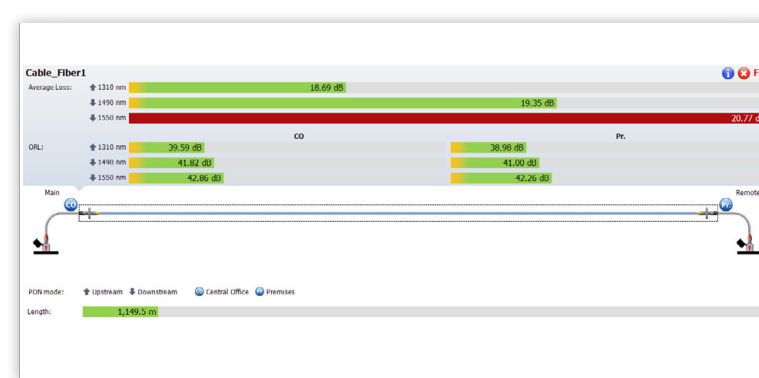 Cable_Fiber1
F
Average Loss: 1310 nm 18.69 dB
1490 nm 19.35 dB
1550 nm 20.77 d
CO Pr.
ORL: 1310 nm 39.59 dB 38.98 dB
1490 nm 41.82 dB 41.00 dB
1550 nm 42.86 dB 42.26 dB
Main Remote
CO Pr.
PON mode: Upstream Downstream Central Office Premises
Length: 1,149.5 m